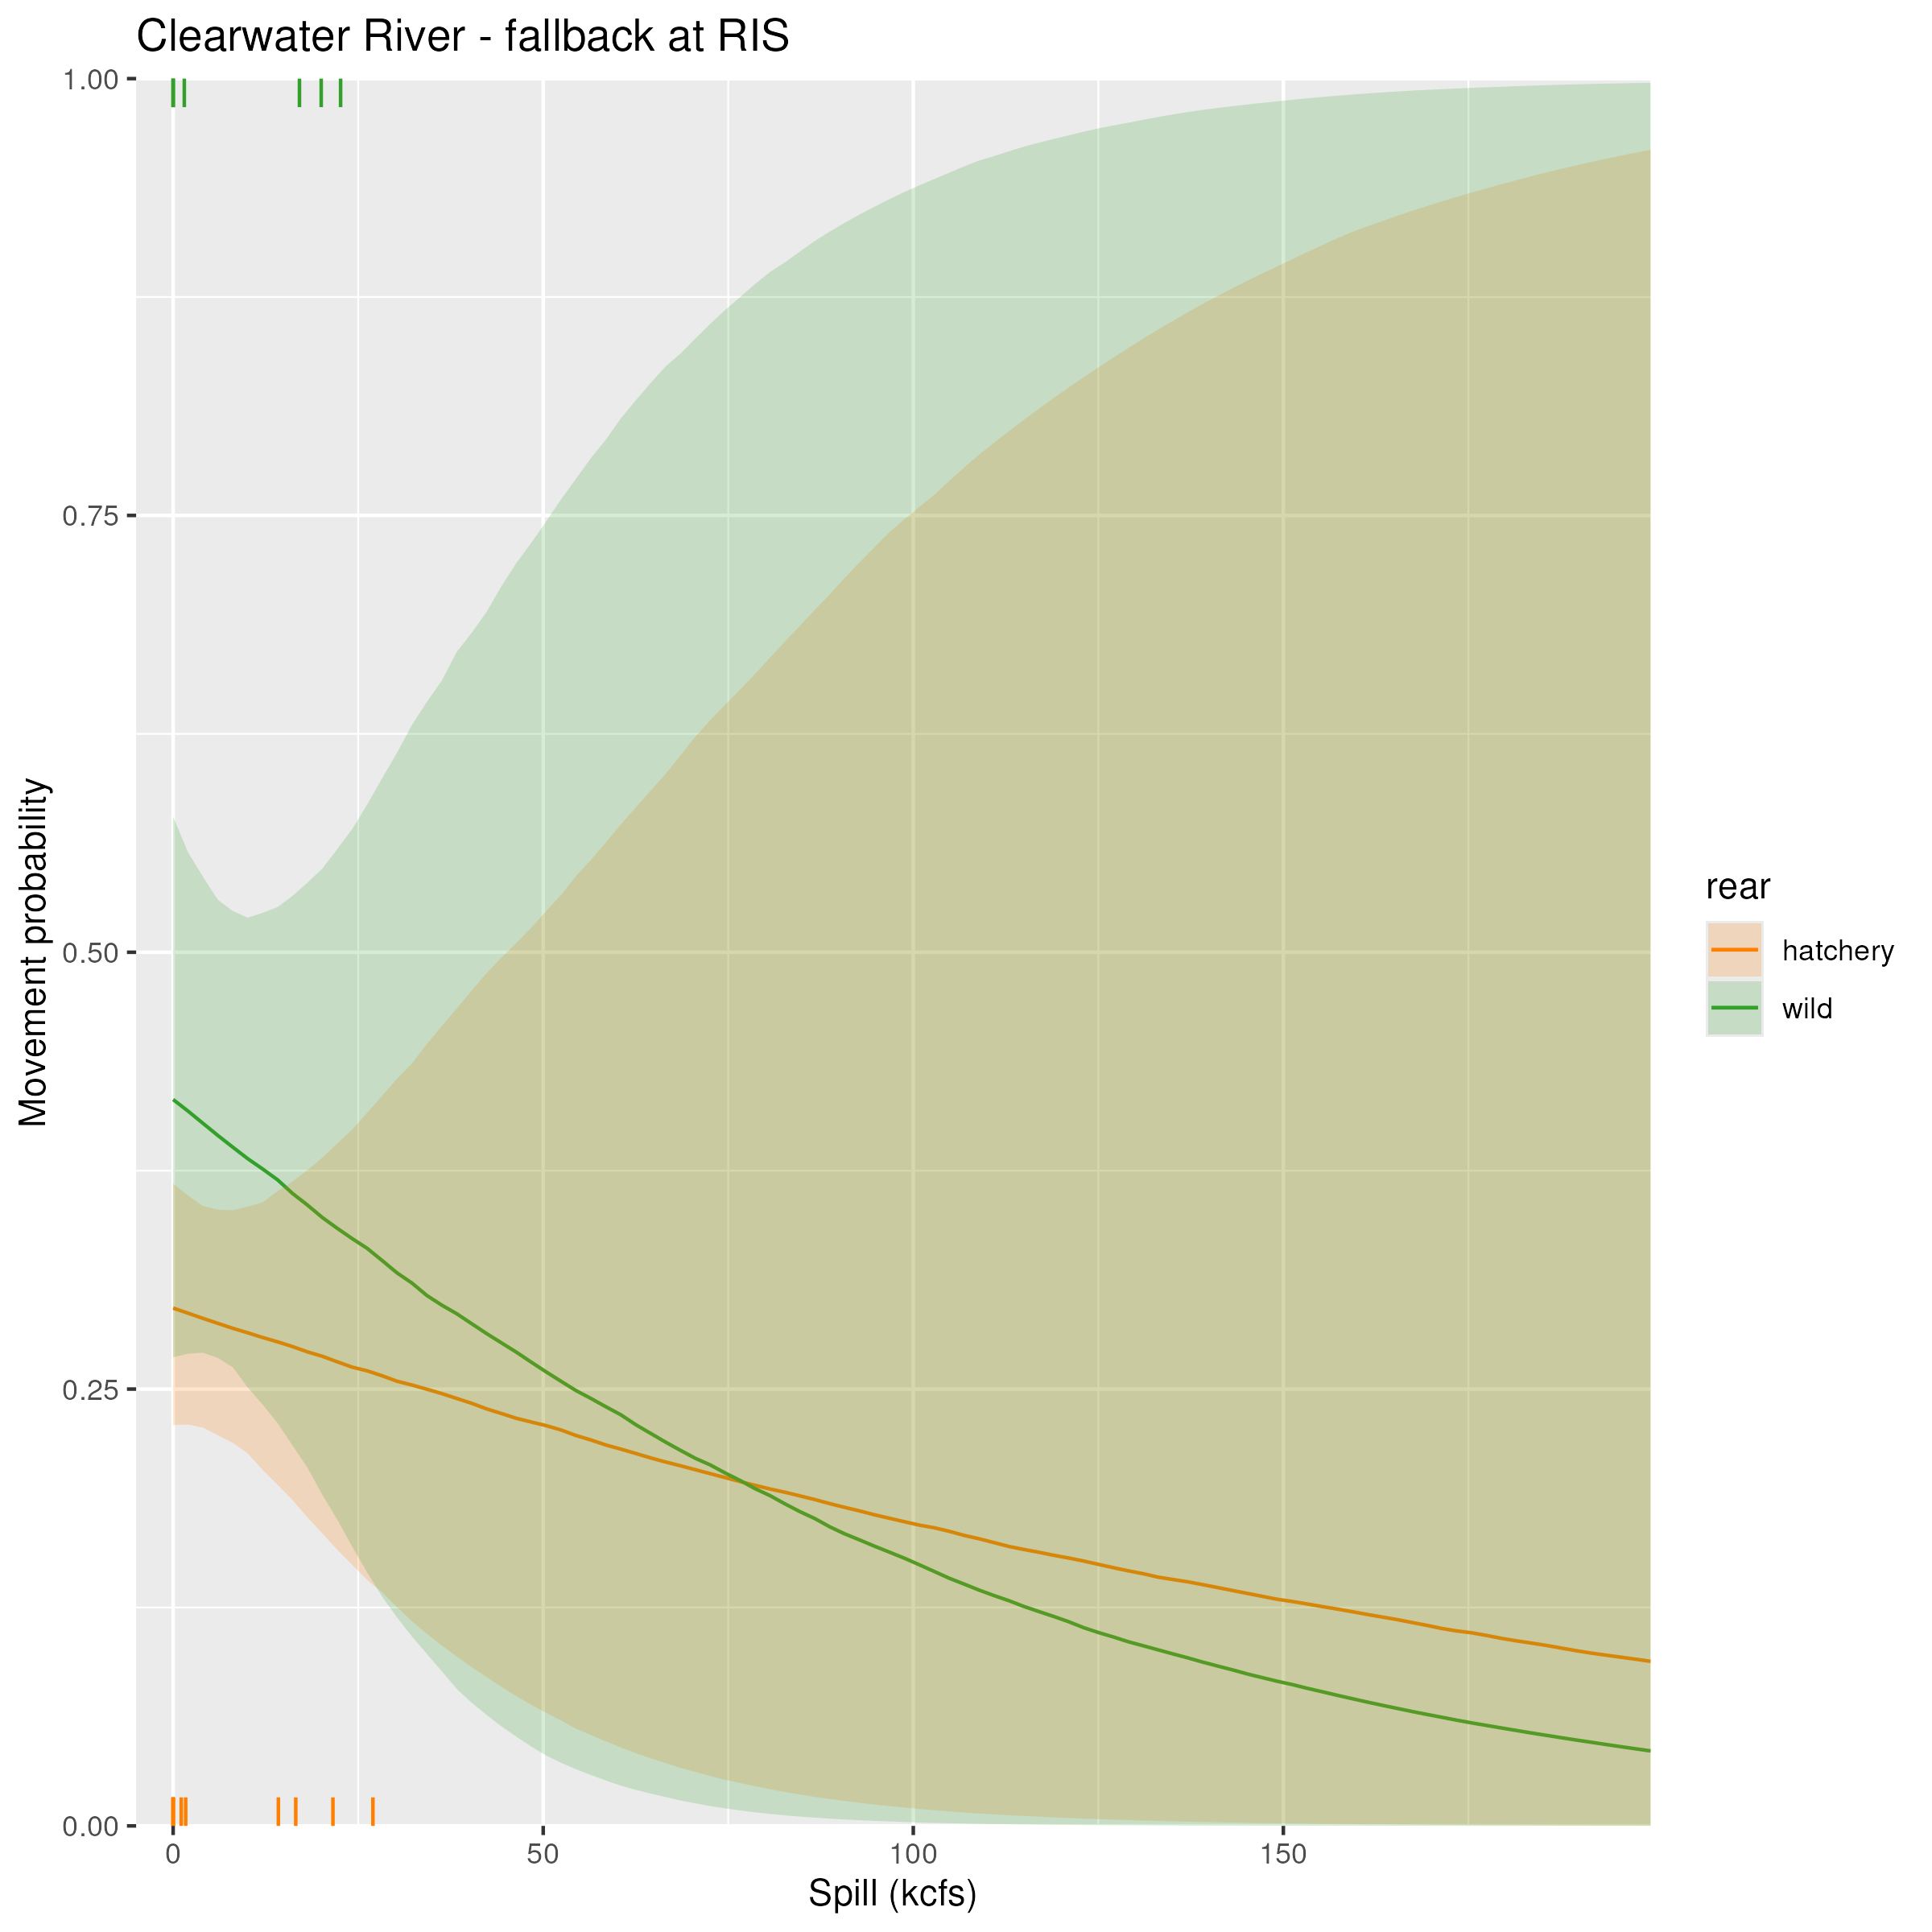 Clearwater River - fallback at RIS
1.00
0.75
0.50
0.25
0.00
Movement probability
0
50
100
150
Spill (kcfs)
rear
hatchery
wild